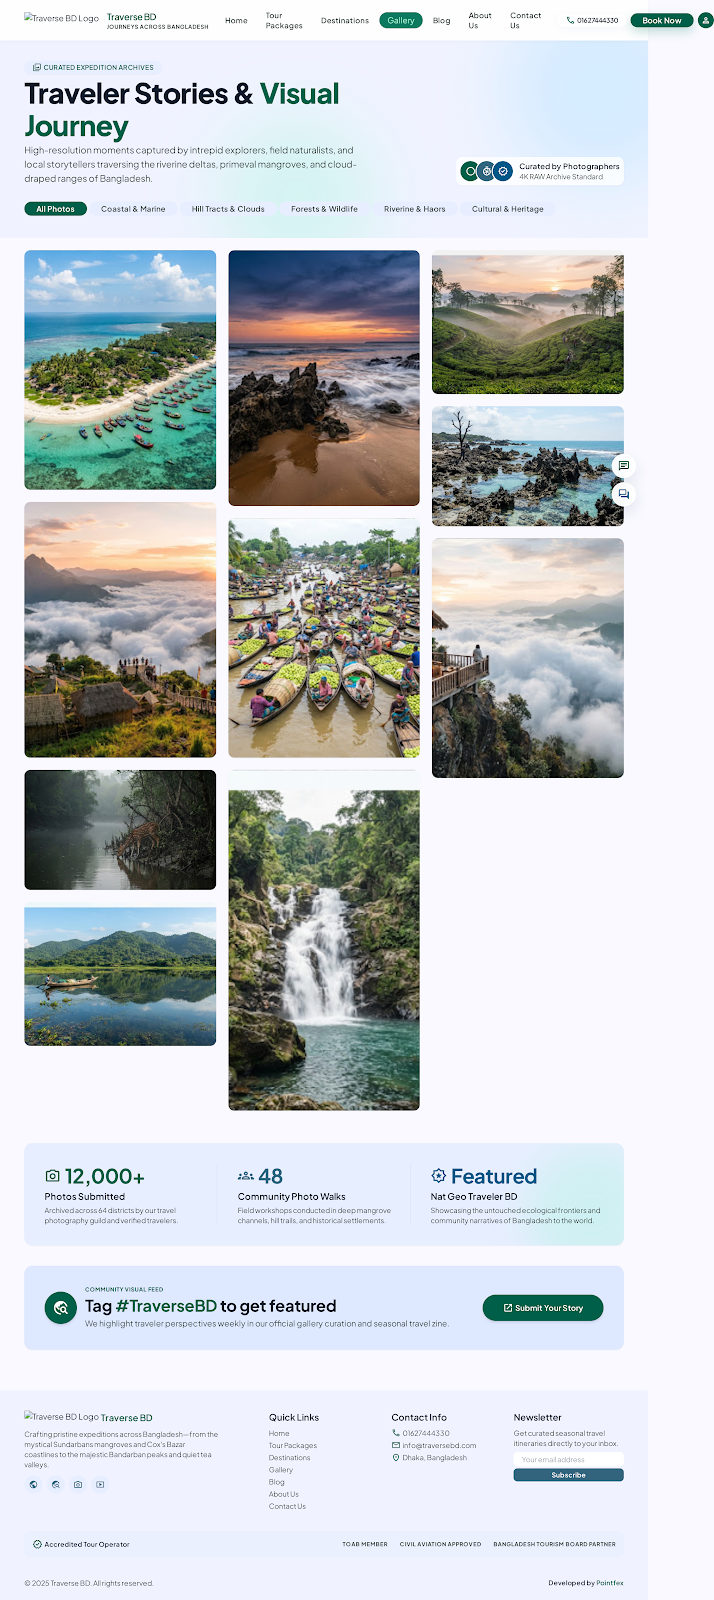 Traverse BD Logo
Traverse BD
JOURNEYS ACROSS BANGLADESH
Home
Tour Packages
Destinations
Gallery
Blog
About Us
Contact Us
01627444330
Book Now
CURATED EXPEDITION ARCHIVES
Traveler Stories & Visual
Journey
High-resolution moments captured by intrepid explorers, field naturalists, and
local storytellers traversing the riverine deltas, primeval mangroves, and cloud-
draped ranges of Bangladesh.
Curated by Photographers
4K RAW Archive Standard
All Photos
Coastal & Marine
Hill Tracts & Clouds
Forests & Wildlife
Riverine & Haors
Cultural & Heritage
12,000+
Photos Submitted
Archived across 64 districts by our travel
photography guild and verified travelers.
48
Community Photo Walks
Field workshops conducted in deep mangrove
channels, hill trails, and historical settlements.
Featured
Nat Geo Traveler BD
Showcasing the untouched ecological frontiers and
community narratives of Bangladesh to the world.
COMMUNITY VISUAL FEED
Tag #TraverseBD to get featured
We highlight traveler perspectives weekly in our official gallery curation and seasonal travel zine.
Submit Your Story
Traverse BD Logo Traverse BD
Crafting pristine expeditions across Bangladesh—from the
mystical Sundarbans mangroves and Cox's Bazar
coastlines to the majestic Bandarban peaks and quiet tea
valleys.
Quick Links
Home
Tour Packages
Destinations
Gallery
Blog
About Us
Contact Us
Contact Info
01627444330
info@traversebd.com
Dhaka, Bangladesh
Newsletter
Get curated seasonal travel
itineraries directly to your inbox.
Your email address
Subscribe
Accredited Tour Operator
TOAB MEMBER
CIVIL AVIATION APPROVED
BANGLADESH TOURISM BOARD PARTNER
© 2025 Traverse BD. All rights reserved.
Developed by Pointfex